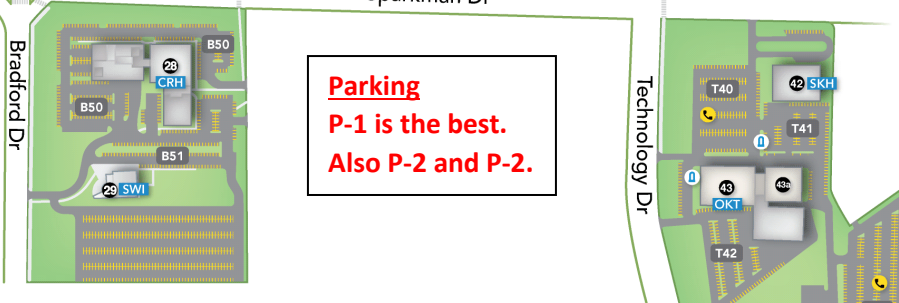 Sparkman Dr
Bradford Dr
B50
28
CRH
B50
B51
29 SWI
Parking
P-1 is the best.
Also P-2 and P-2.
Technology Dr
T40
42 SKH
T41
43
OKT
43a
T42